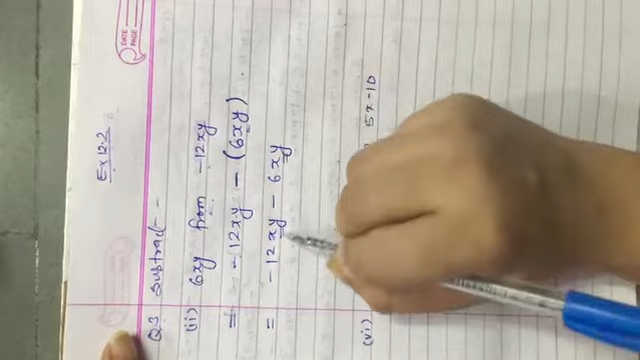 DATE
PAGE
Ex 12.2
Q3 Subtract -
(ii) 6xy from -12xy
= -12xy - (6xy)
= -12xy - 6xy
(vi) 5x-10